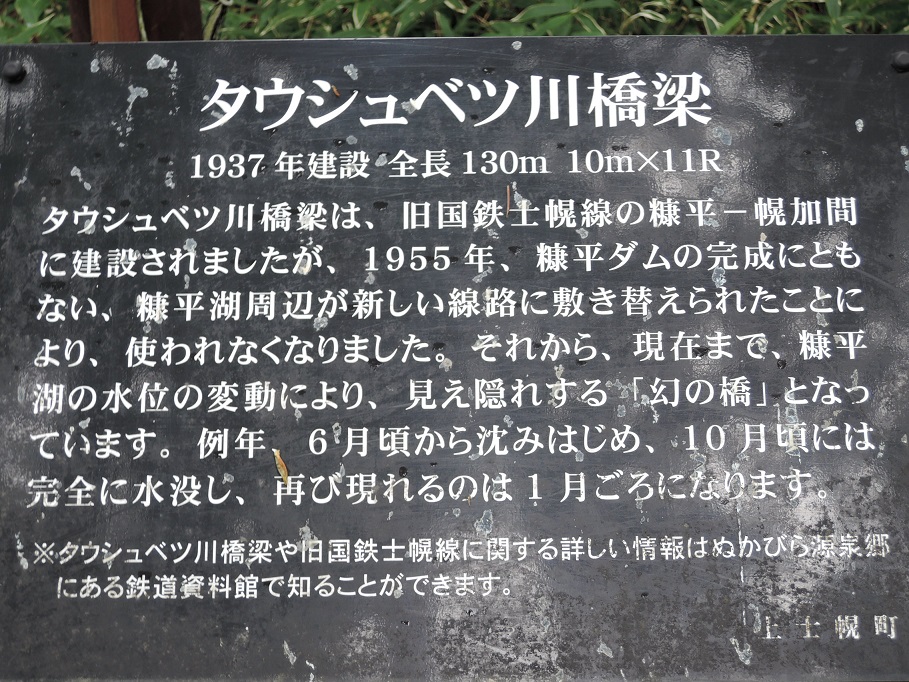 タウシュベツ川橋梁
1937年建設 全長130m 10m×11R
タウシュベツ川橋梁は、旧国鉄士幌線の糠平－幌加間
に建設されましたが、1955年、糠平ダムの完成にとも
ない、糠平湖周辺が新しい線路に敷き替えられたことに
より、使われなくなりました。それから、現在まで、糠平
湖の水位の変動により、見え隠れする「幻の橋」となっ
ています。例年、6月頃から沈みはじめ、10月頃には
完全に水没し、再び現れるのは1月ごろになります。
※タウシュベツ川橋梁や旧国鉄士幌線に関する詳しい情報はぬかびら源泉郷
にある鉄道資料館で知ることができます。
上士幌町